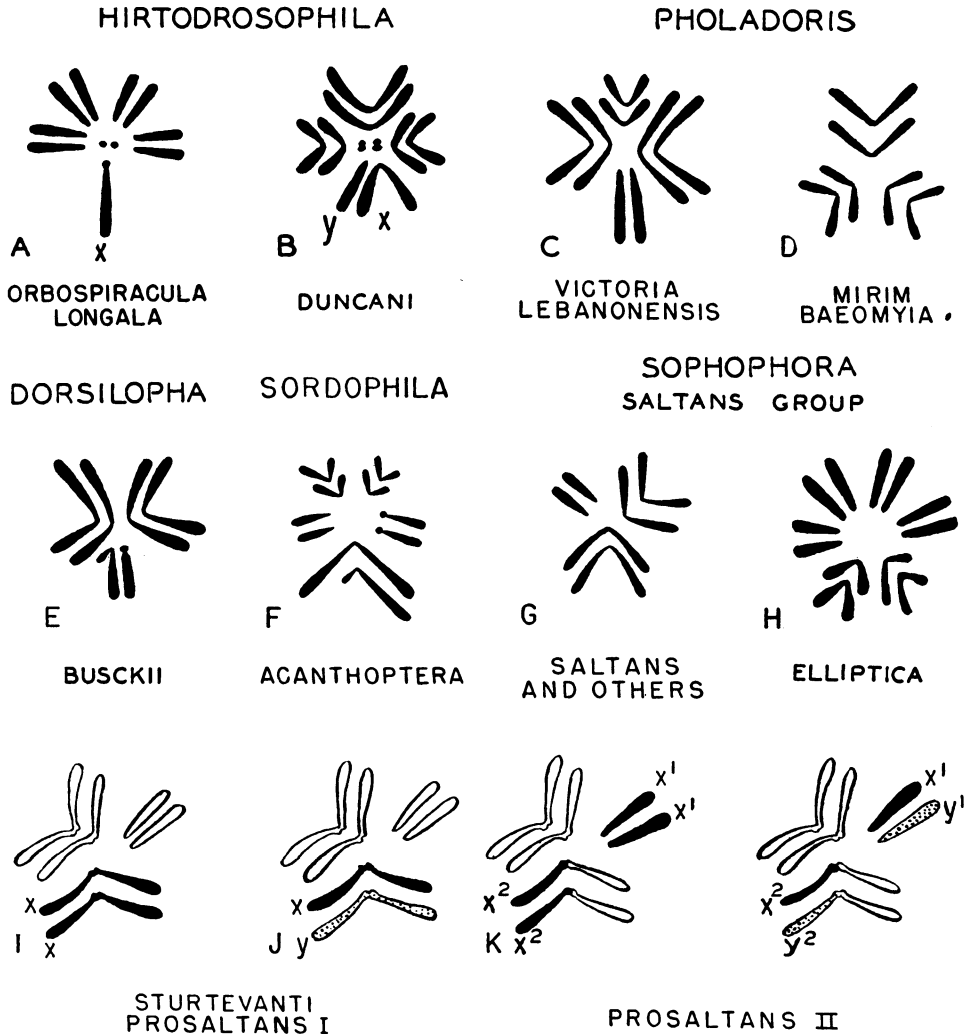 HIRTODROSOPHILA PHOLADORIS
A x B y x C D
ORBOSPIRACULA LONGALA DUNCANI VICTORIA LEBANONENSIS MIRIM BAEOMYIA .
DORSILOPHA SORDOPHILA SOPHOPHORA
SALTANS GROUP
E F G H
BUSCKII ACANTHOPTERA SALTANS AND OTHERS ELLIPTICA
x¹ x¹ x¹ y¹
x x x² x²
I x J y K x² y²
STURTEVANTI PROSALTANS I PROSALTANS II